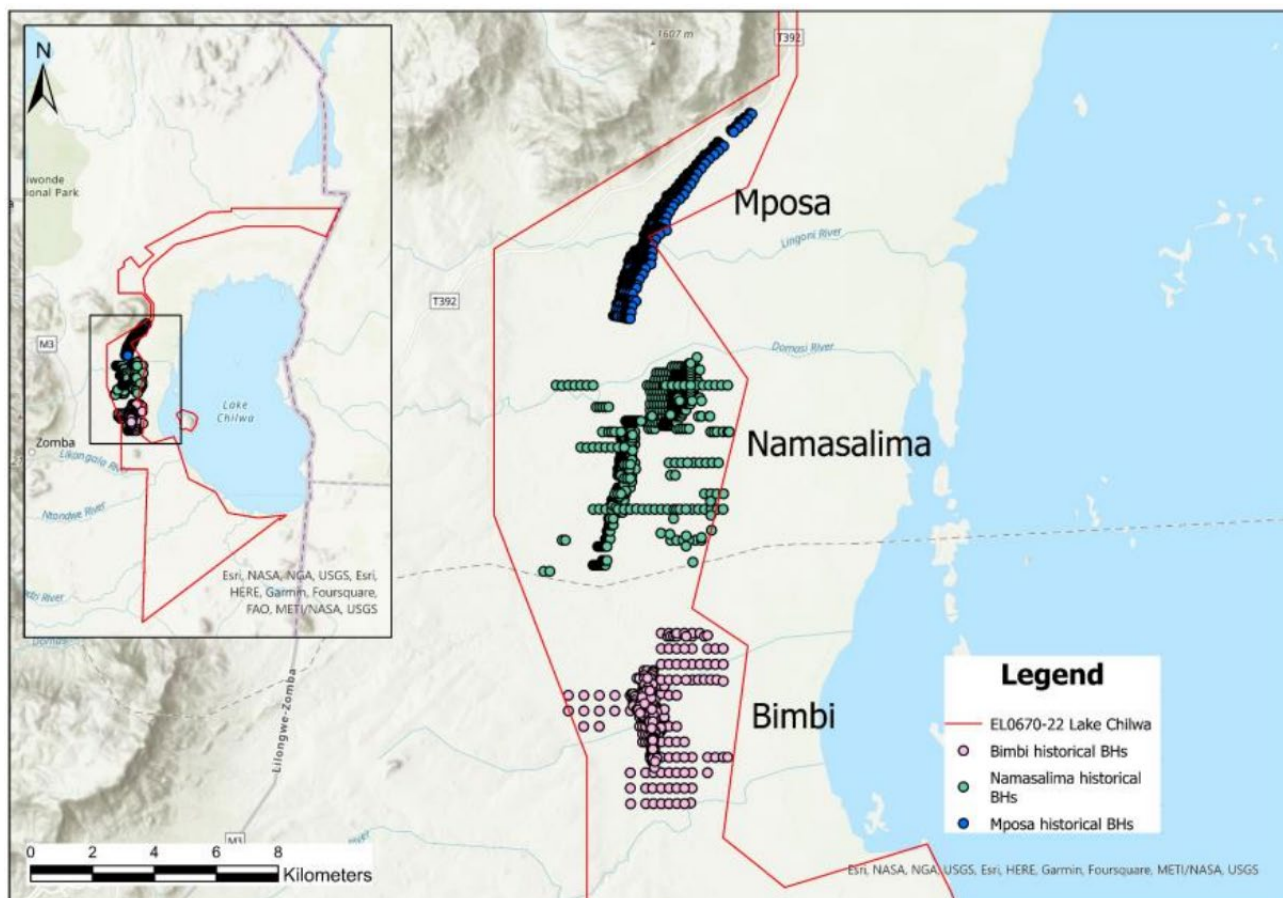 N
iwonde
ional Park
M3
Zomba
Likangala River
Ntondwe River
Lake
Chilwa
Esri, NASA, NGA, USGS, Esri,
HERE, Garmin, Foursquare,
FAO, METI/NASA, USGS
1607 m
T392
Mposa
Lingoni River
T392
Domasi River
Namasalima
Bimbi
Lilongwe-Zomba
M3
Legend
EL0670-22 Lake Chilwa
Bimbi historical BHs
Namasalima historical
BHs
Mposa historical BHs
0 2 4 6 8
Kilometers
Esri, NASA, NGA, USGS, Esri, HERE, Garmin, Foursquare, METI/NASA, USGS